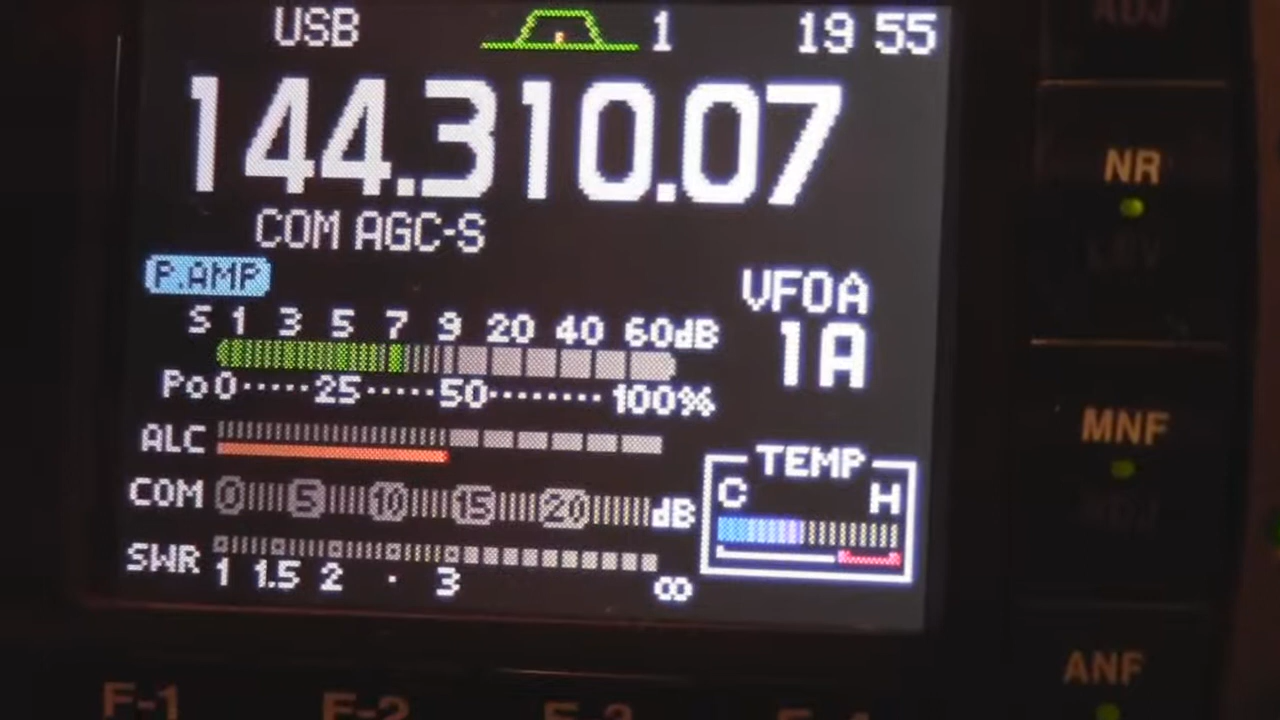 USB 1 19 55
ADJ
144.310.07
NR
COM AGC-S
P.AMP
VFOA
1A
S 1 3 5 7 9 20 40 60dB
Po 0 25 50 100%
ALC
MNF
TEMP
C H
COM 0 5 10 15 20 dB
SWR
1 1.5 2 · 3 ∞
ANF
F-1 F-2 F-3